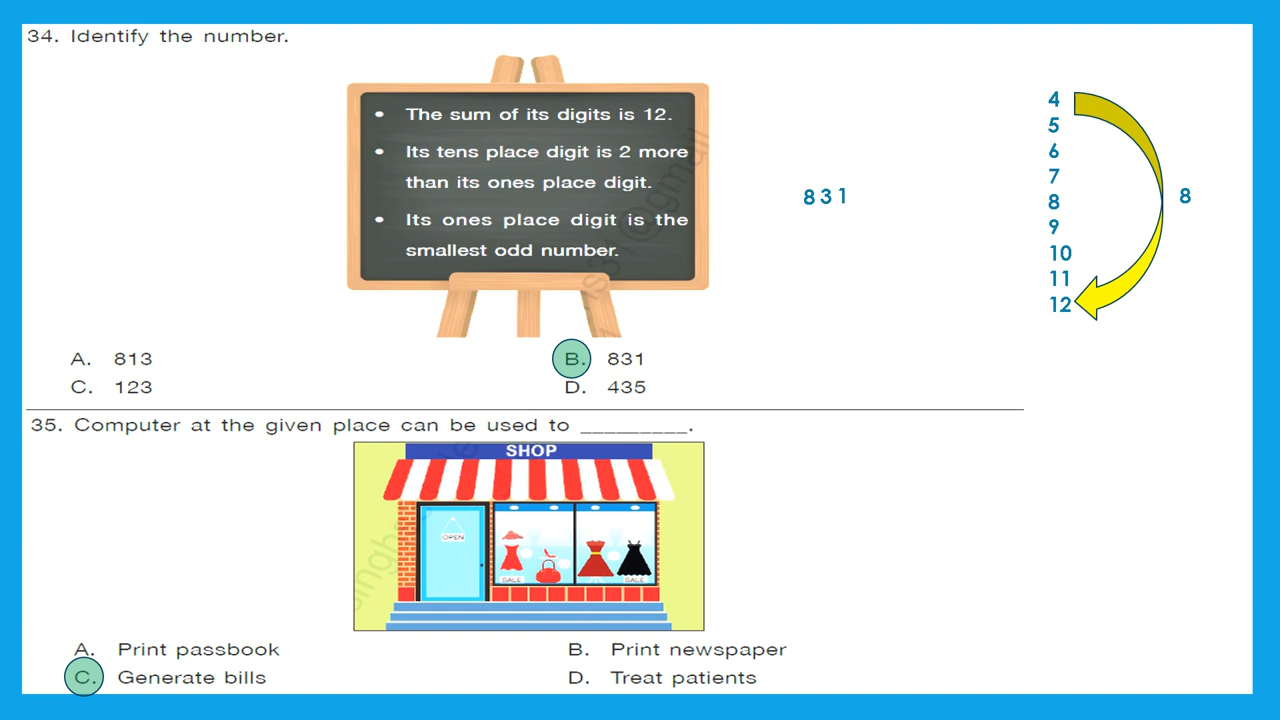 34. Identify the number.
• The sum of its digits is 12.
• Its tens place digit is 2 more
than its ones place digit.
• Its ones place digit is the
smallest odd number.
8 3 1
4
5
6
7
8
9
10
11
12
8
A. 813
B. 831
C. 123
D. 435
35. Computer at the given place can be used to _________.
SHOP
OPEN
SALE
SALE
A. Print passbook
B. Print newspaper
C. Generate bills
D. Treat patients